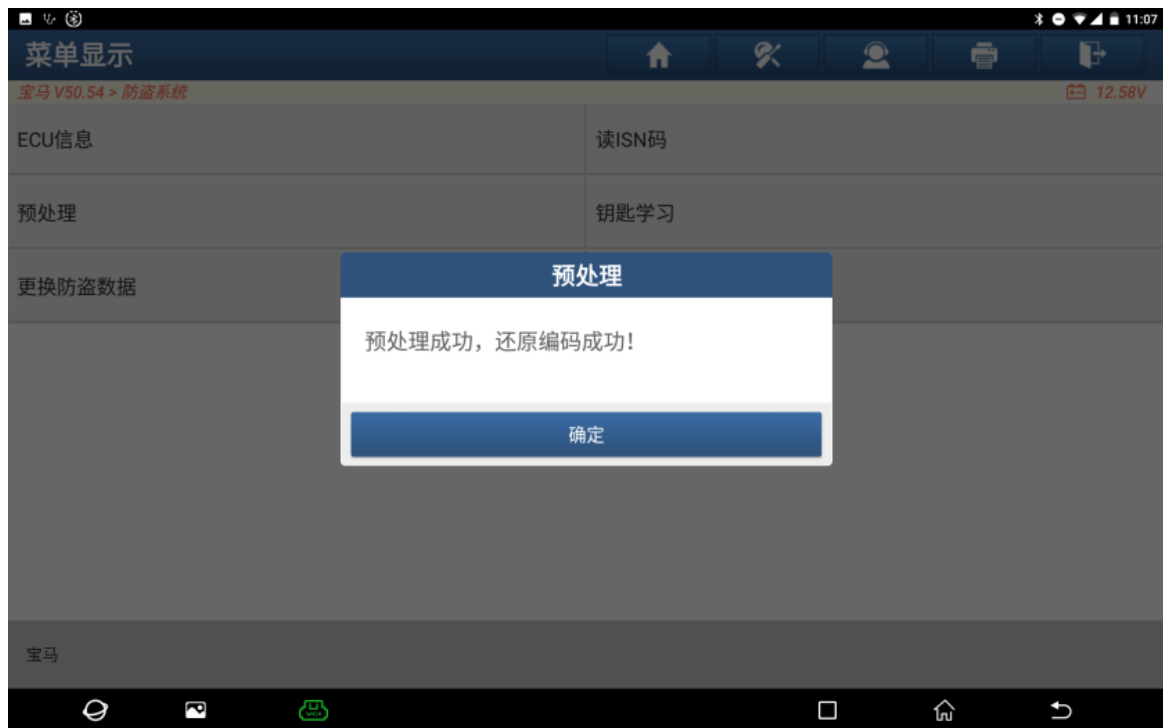 11:07
菜单显示
宝马 V50.54 > 防盗系统
12.58V
ECU信息
读ISN码
预处理
钥匙学习
更换防盗数据
预处理
预处理成功，还原编码成功!
确定
宝马